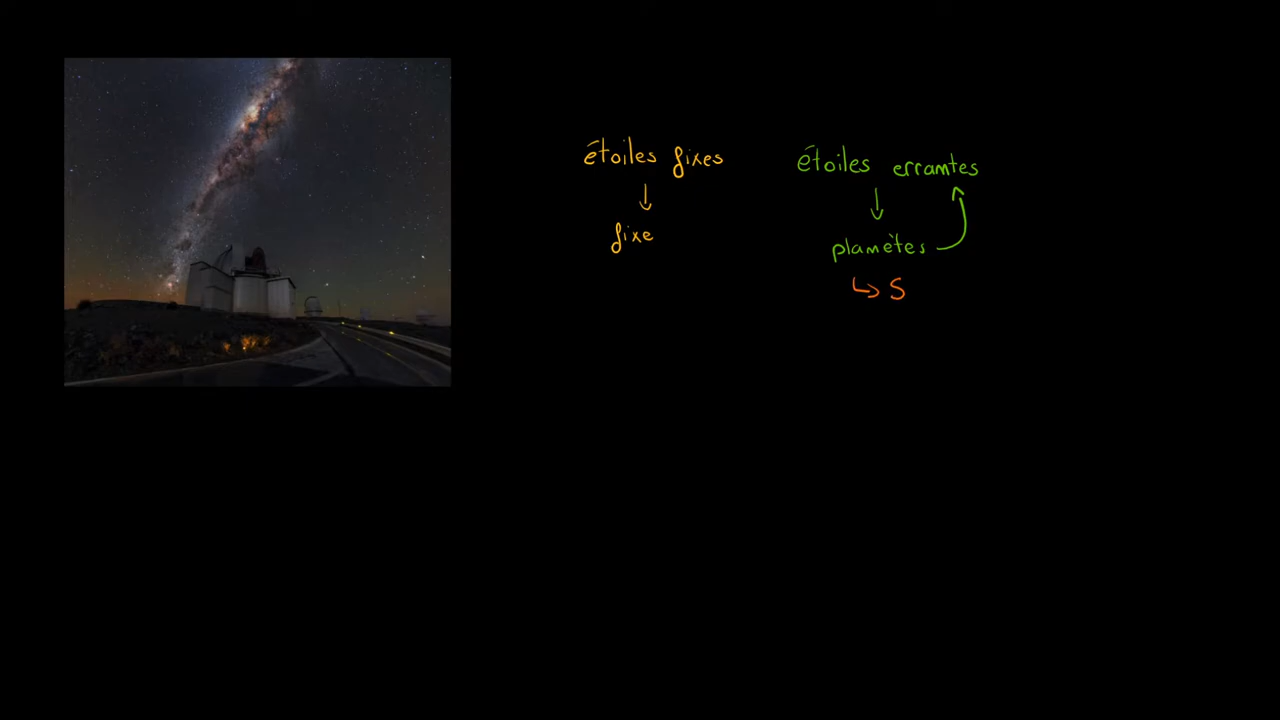 étoiles fixes
↓
fixe
étoiles errantes
↓
planètes
↳ S